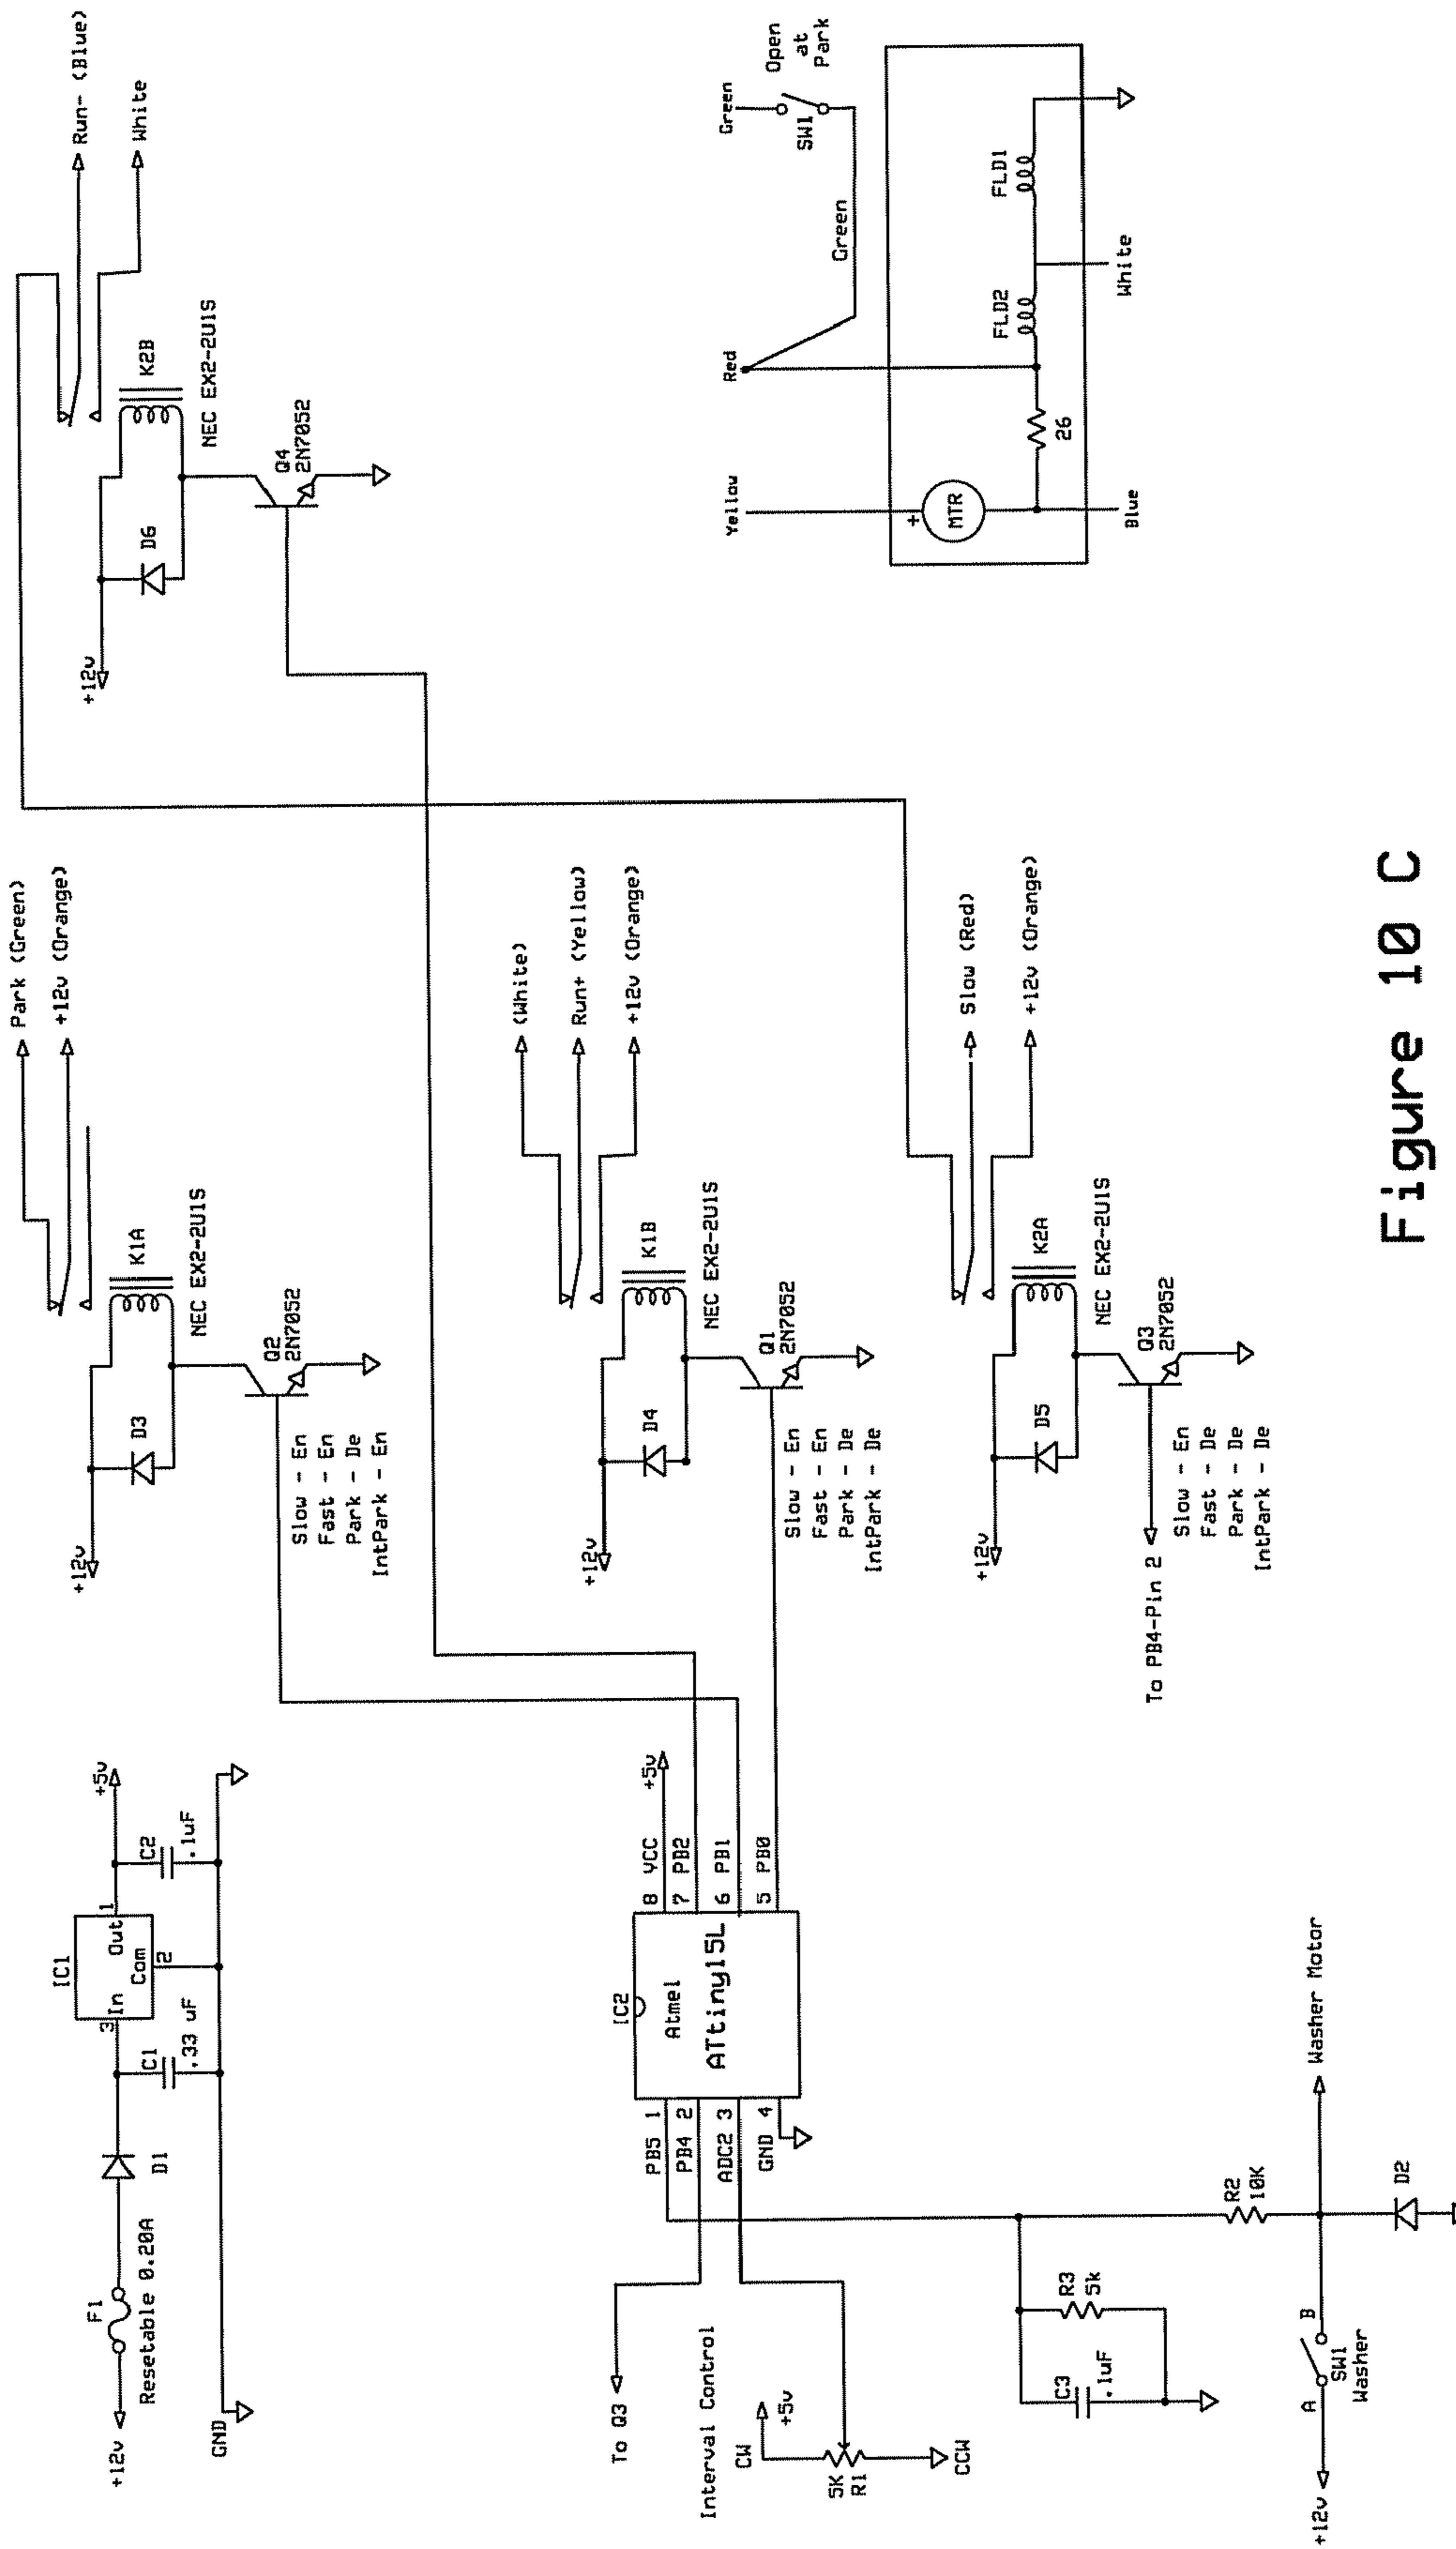 +12v
F1
Resetable 0.20A
D1
C1
.33 uF
IC1
3
In
Out
1
Com
2
C2
.1uF
+5v
GND
To Q3
Interval Control
CW
+5v
5K
R1
CCW
IC2
Atmel
ATtiny15L
PB5 1
PB4 2
ADC2 3
GND 4
8 VCC
7 PB2
6 PB1
5 PB0
+5v
C3
.1uF
R3
5k
R2
10K
+12v
A
B
SW1
Washer
D2
Washer Motor
+12v
D3
K1A
NEC EX2-2U1S
Q2
2N7052
Park (Green)
+12v (Orange)
Slow - En
Fast - En
Park - De
IntPark - En
+12v
D4
K1B
NEC EX2-2U1S
Q1
2N7052
(White)
Run+ (Yellow)
+12v (Orange)
Slow - En
Fast - En
Park - De
IntPark - De
+12v
D5
K2A
NEC EX2-2U1S
Q3
2N7052
Slow (Red)
+12v (Orange)
To PB4-Pin 2
Slow - En
Fast - De
Park - De
IntPark - De
+12v
D6
K2B
NEC EX2-2U1S
Q4
2N7052
Run- (Blue)
White
Yellow
Red
Green
Green
SW1
Open
at
Park
+
MTR
26
FLD2
FLD1
Blue
White
Figure 10 C